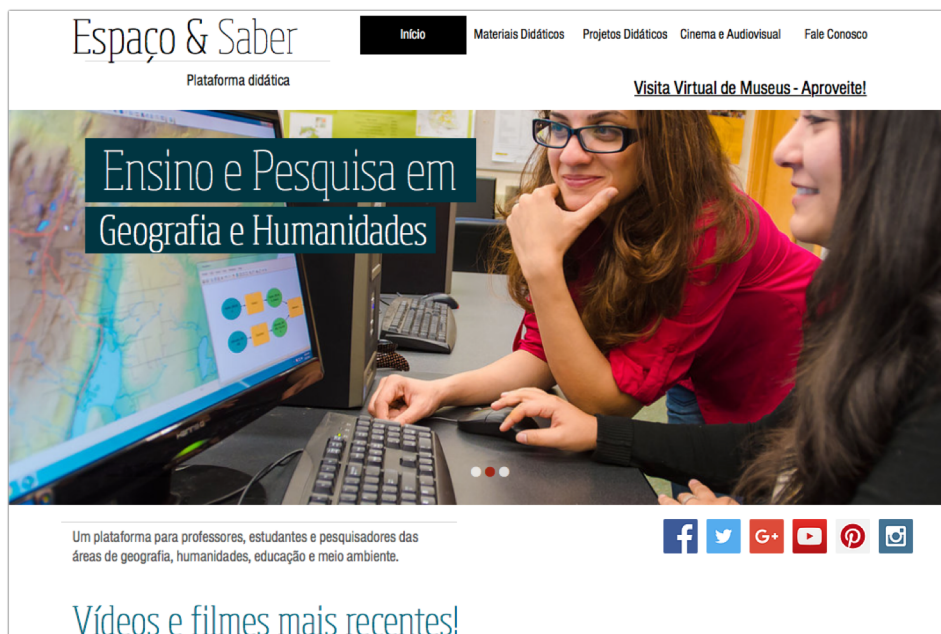 Espaço & Saber
Plataforma didática
Início
Materiais Didáticos
Projetos Didáticos
Cinema e Audiovisual
Fale Conosco
Visita Virtual de Museus - Aproveite!
Ensino e Pesquisa em
Geografia e Humanidades
HANNS.G
Um plataforma para professores, estudantes e pesquisadores das
áreas de geografia, humanidades, educação e meio ambiente.
Vídeos e filmes mais recentes!